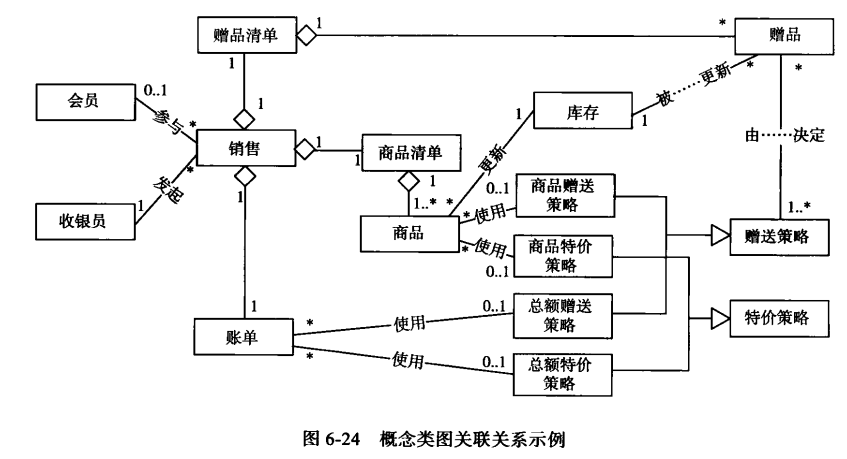 赠品清单
1
*
赠品
1
*
*
会员
0..1
参与
*
1
1
库存
1
被……更新
销售
1
1
商品清单
1
更新
由……决定
收银员
1
发起
*
1
1..*
*
商品
*
使用
0..1
商品赠送
策略
1..*
赠送策略
*
使用
0..1
商品特价
策略
账单
1
*
使用
0..1
总额赠送
策略
特价策略
*
使用
0..1
总额特价
策略
图 6-24 概念类图关联关系示例